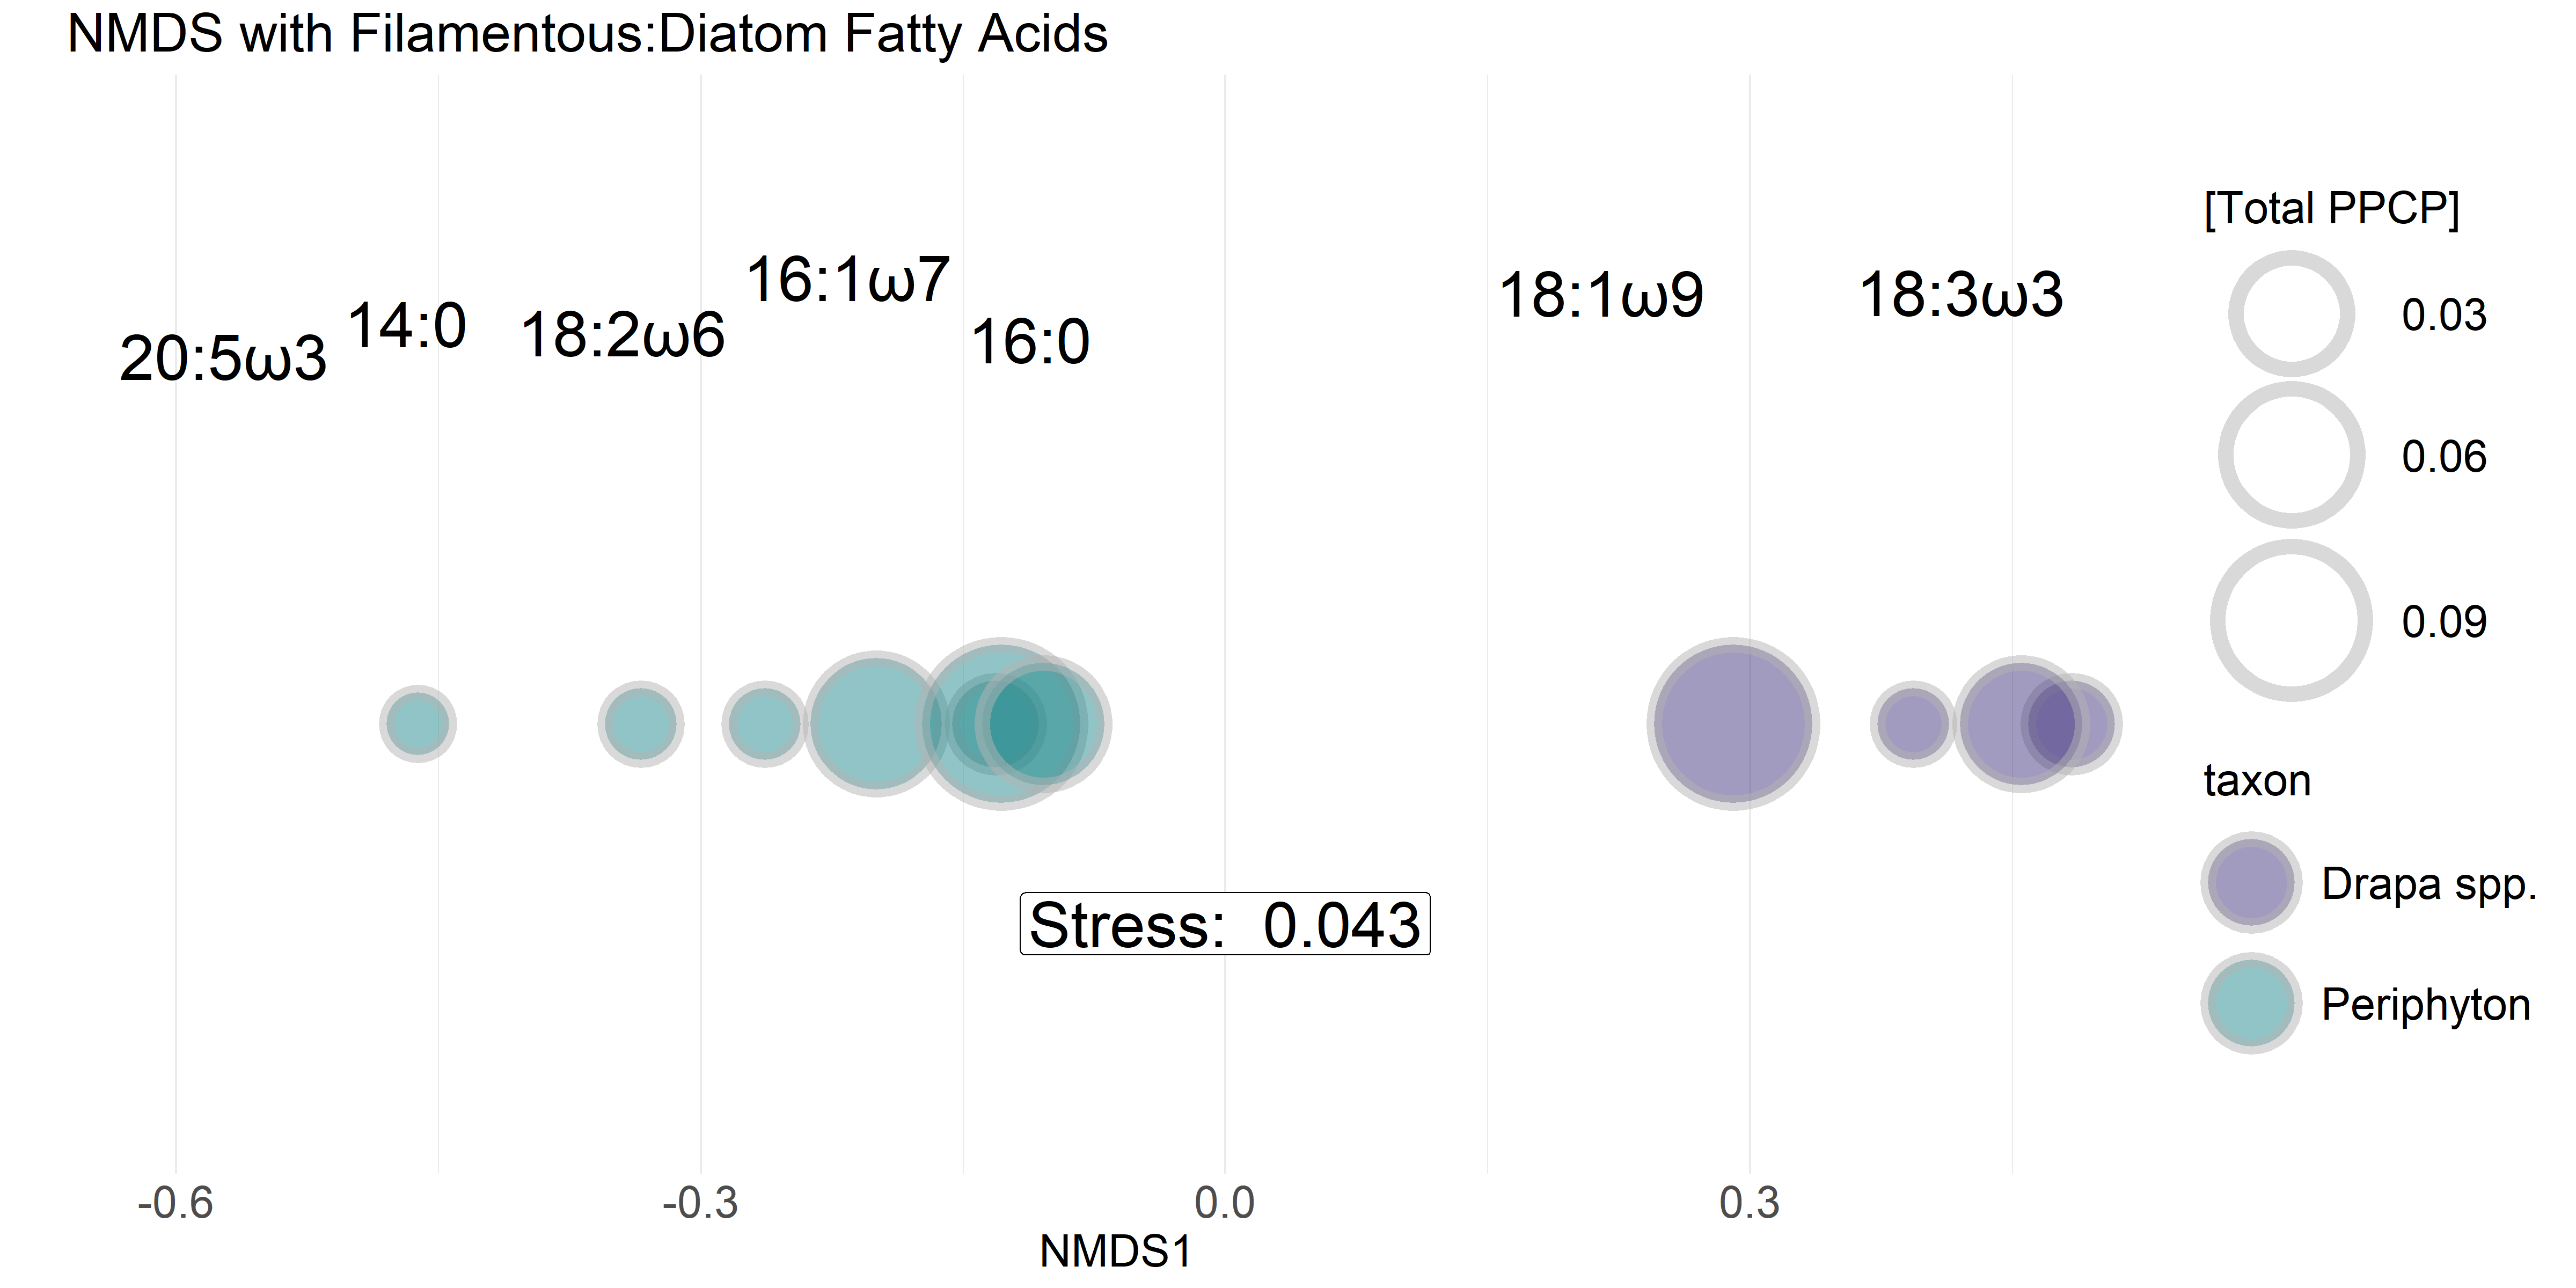 NMDS with Filamentous:Diatom Fatty Acids
20:5ω3
14:0
18:2ω6
16:1ω7
16:0
18:1ω9
18:3ω3
Stress:  0.043
-0.6
-0.3
0.0
0.3
NMDS1
[Total PPCP]
0.03
0.06
0.09
taxon
Drapa spp.
Periphyton